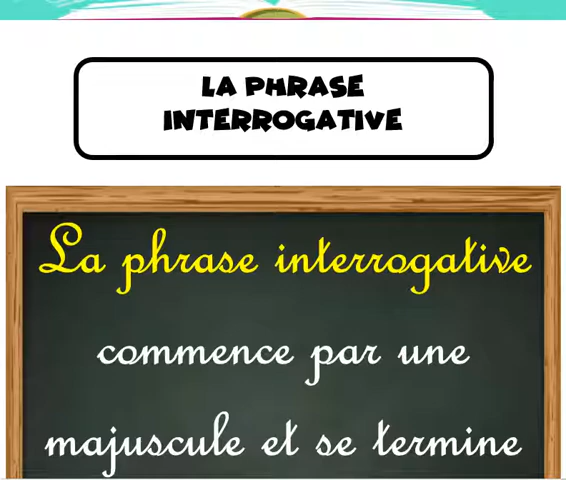 LA PHRASE
INTERROGATIVE
La phrase interrogative
commence par une
majuscule et se termine